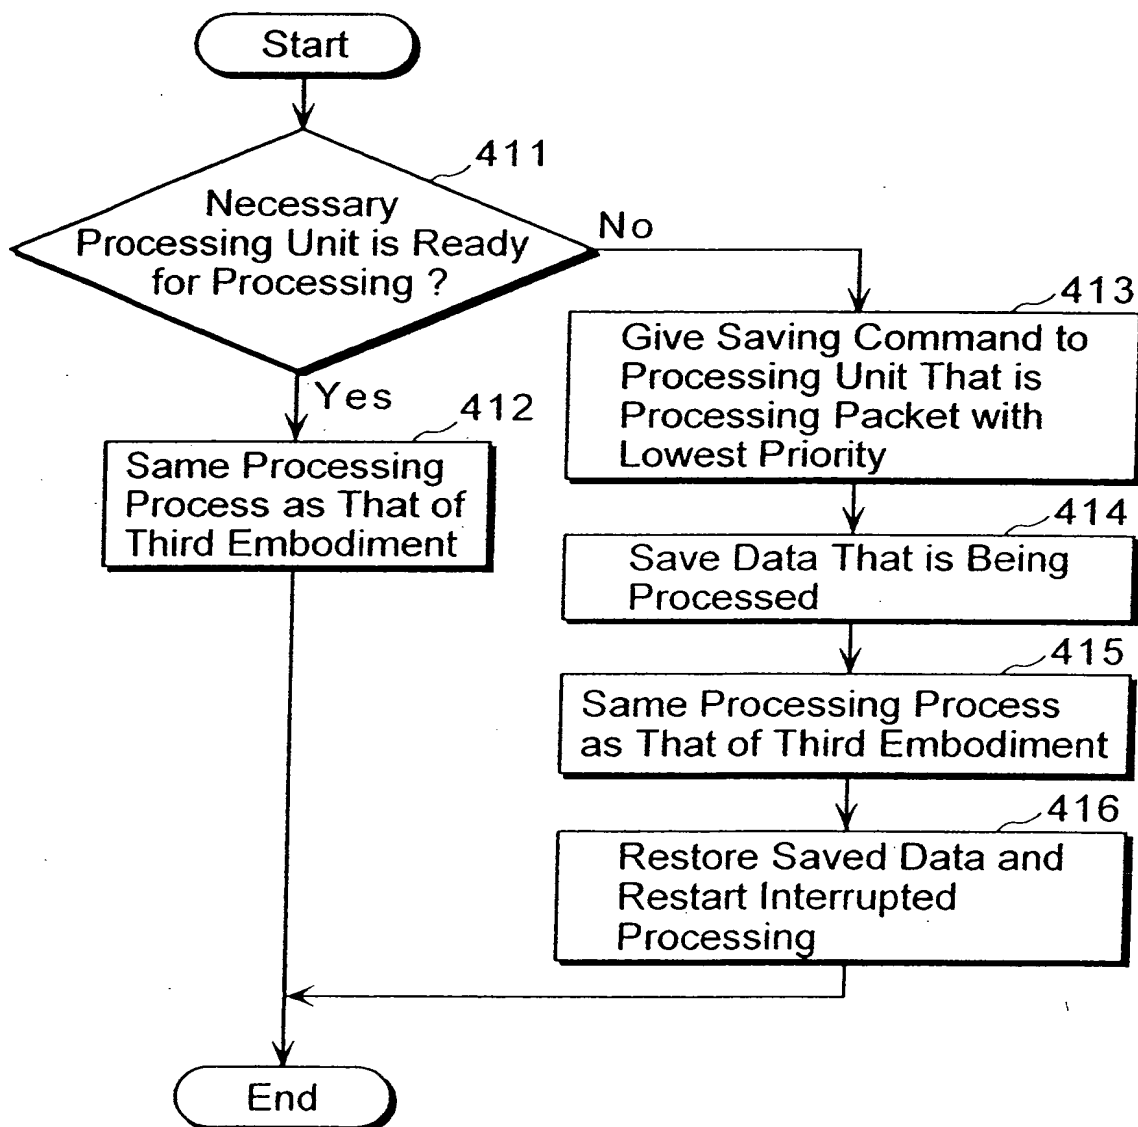 Start
411
Necessary
Processing Unit is Ready
for Processing ?
No
Yes
412
Same Processing
Process as That of
Third Embodiment
413
Give Saving Command to
Processing Unit That is
Processing Packet with
Lowest Priority
414
Save Data That is Being
Processed
415
Same Processing Process
as That of Third Embodiment
416
Restore Saved Data and
Restart Interrupted
Processing
End